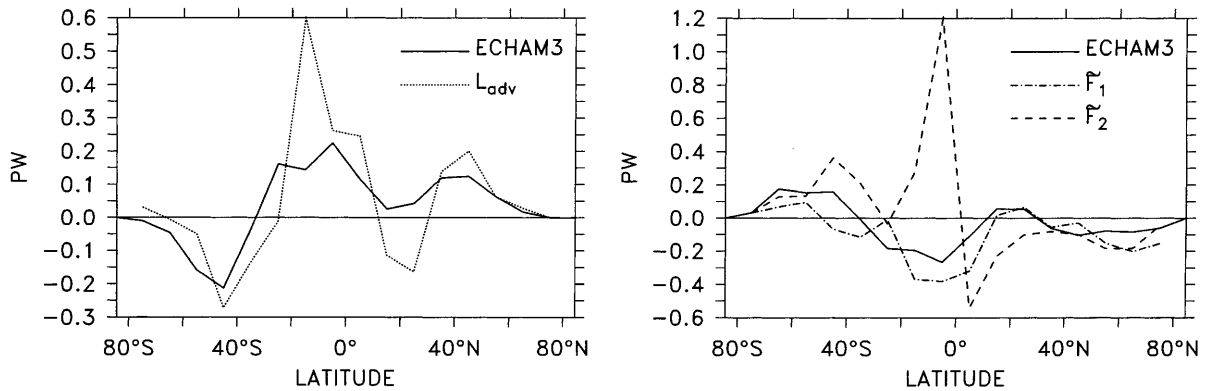 0.6
0.5
0.4
0.3
0.2
0.1
0.0
−0.1
−0.2
−0.3
PW
ECHAM3
L_adv
80°S 40°S 0° 40°N 80°N
LATITUDE
1.2
1.0
0.8
0.6
0.4
0.2
0.0
−0.2
−0.4
−0.6
PW
ECHAM3
F̃₁
F̃₂
80°S 40°S 0° 40°N 80°N
LATITUDE